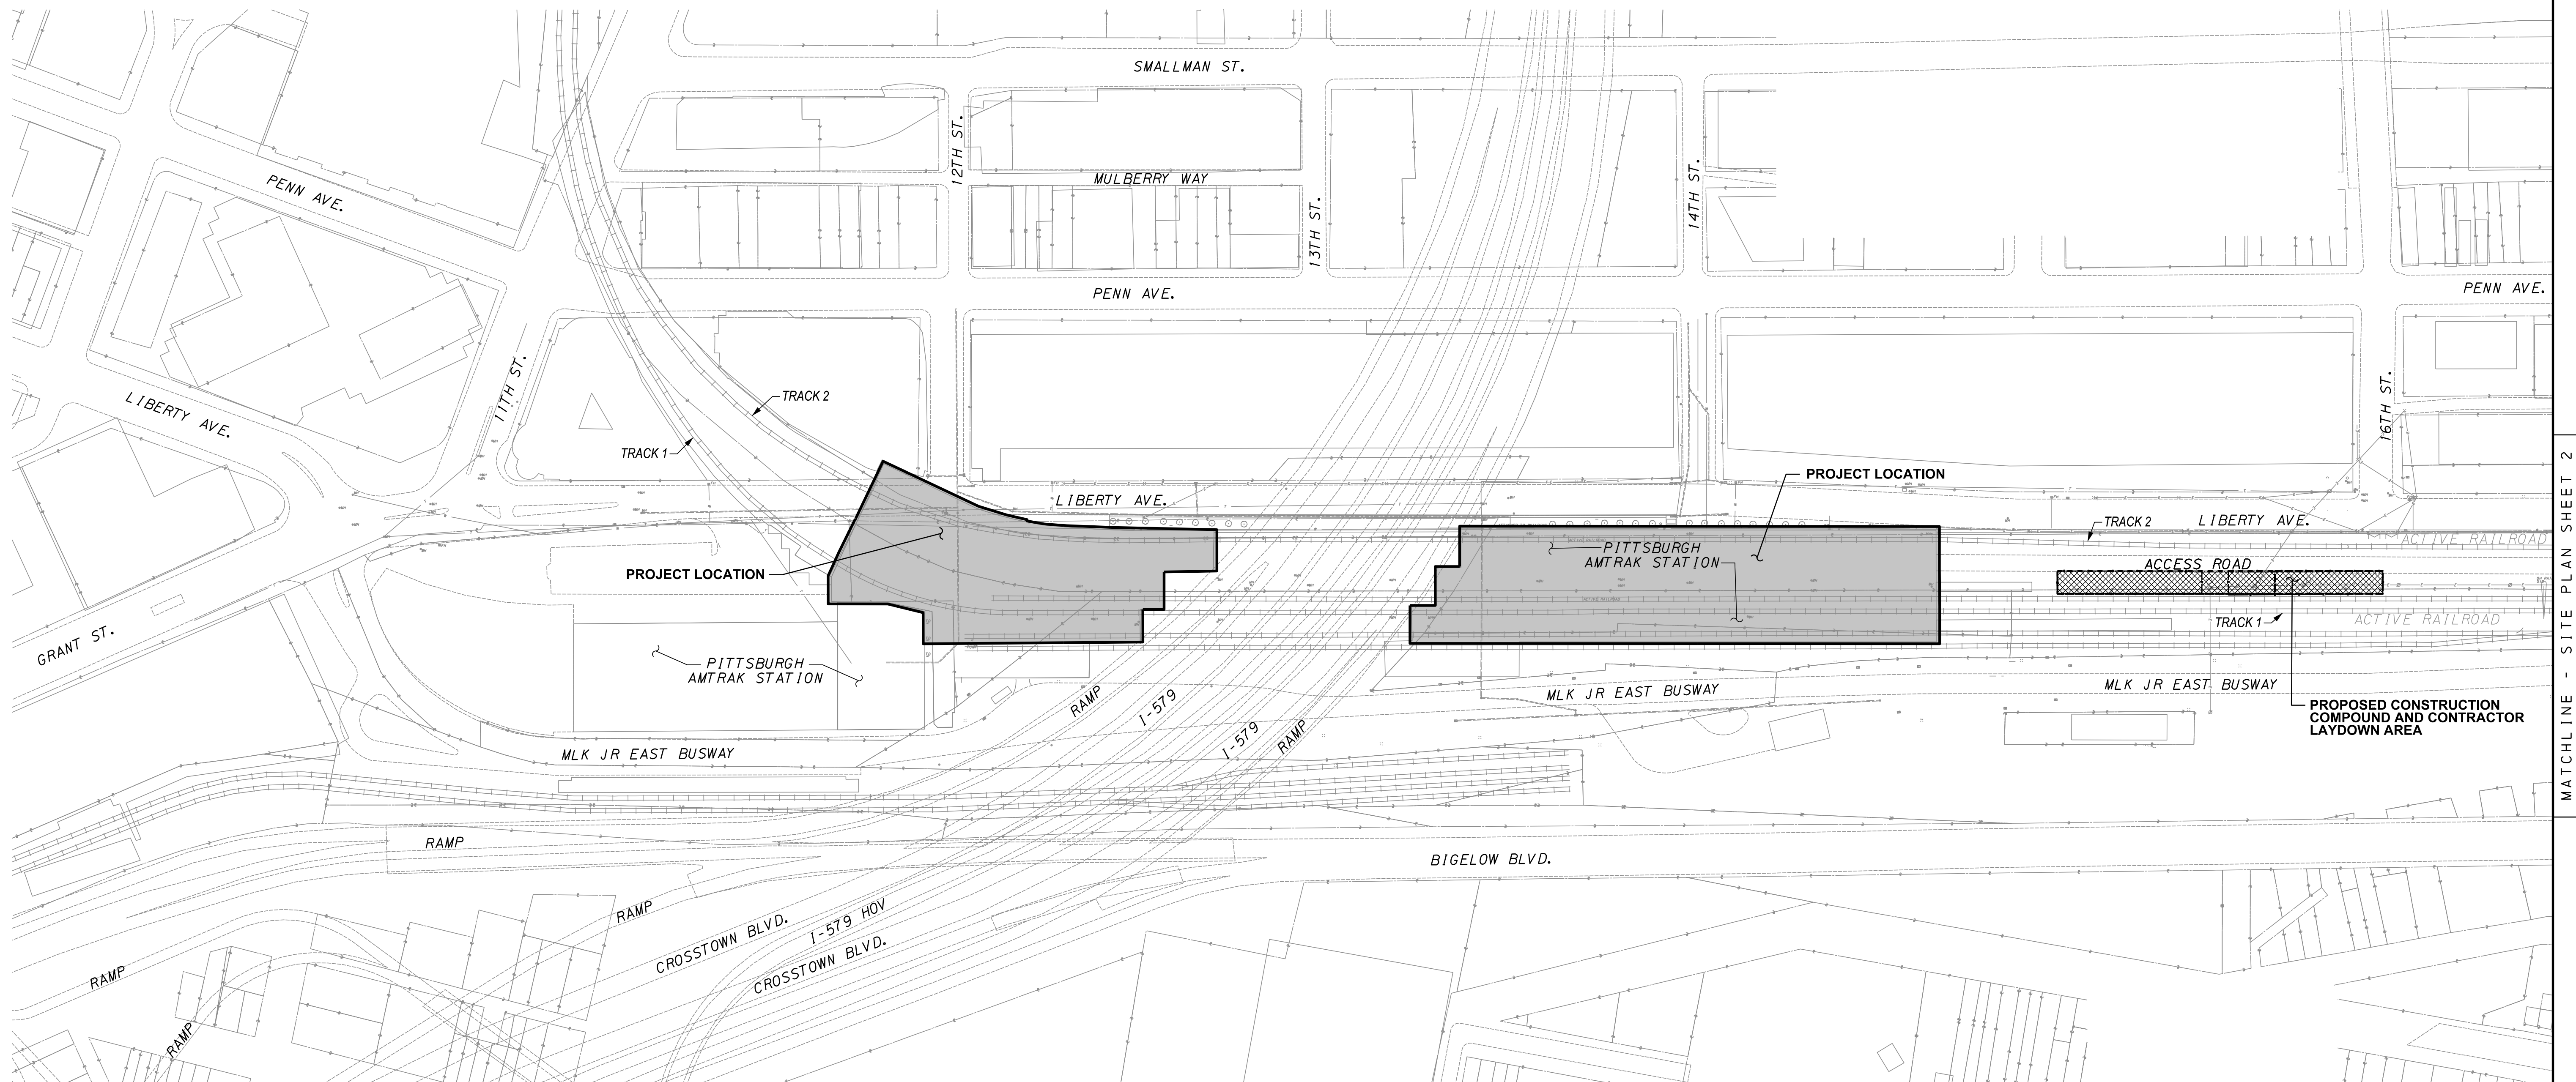 SMALLMAN ST.
12TH ST.
MULBERRY WAY
13TH ST.
14TH ST.
PENN AVE.
PENN AVE.
PENN AVE.
11TH ST.
LIBERTY AVE.
TRACK 2
TRACK 1
16TH ST.
PROJECT LOCATION
LIBERTY AVE.
PROJECT LOCATION
TRACK 2
LIBERTY AVE.
ACTIVE RAILROAD
PITTSBURGH
AMTRAK STATION
ACCESS ROAD
TRACK 1
ACTIVE RAILROAD
GRANT ST.
PITTSBURGH
AMTRAK STATION
RAMP
I-579
I-579
RAMP
MLK JR EAST BUSWAY
MLK JR EAST BUSWAY
MLK JR EAST BUSWAY
PROPOSED CONSTRUCTION
COMPOUND AND CONTRACTOR
LAYDOWN AREA
RAMP
BIGELOW BLVD.
RAMP
CROSSTOWN BLVD.
I-579 HOV
CROSSTOWN BLVD.
RAMP
RAMP
MATCHLINE - SITE PLAN SHEET 2